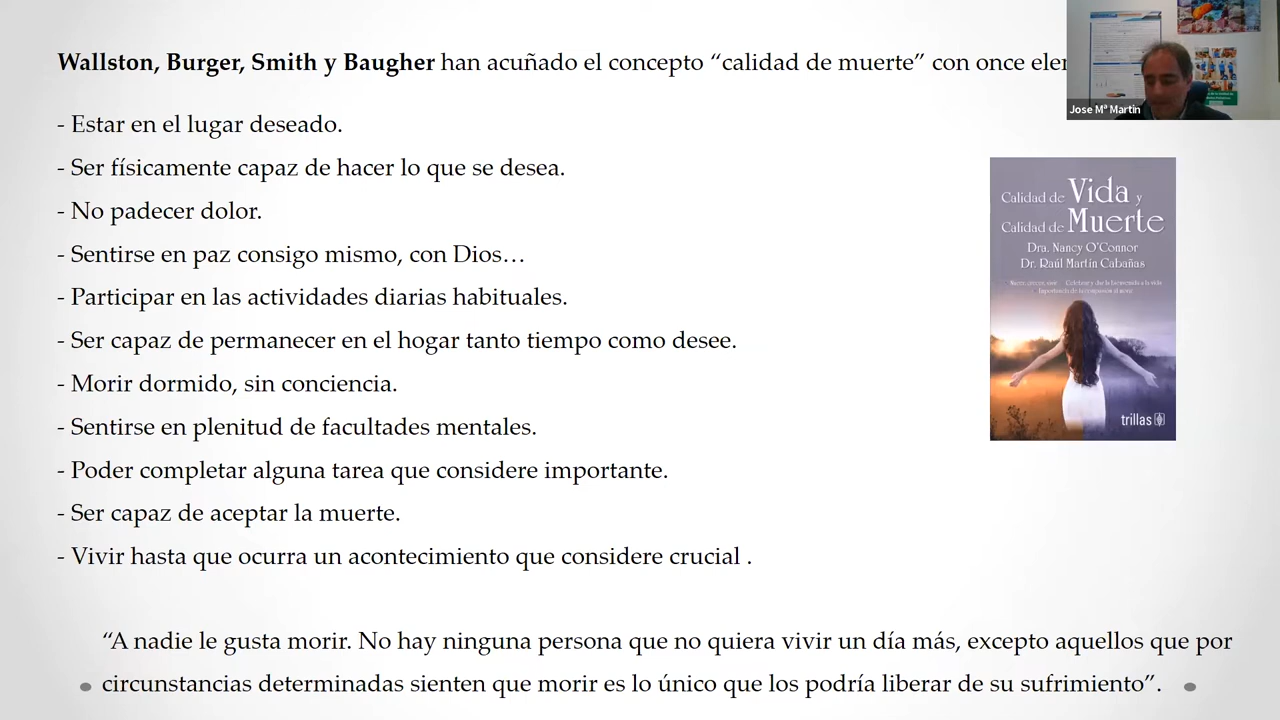 Wallston, Burger, Smith y Baugher han acuñado el concepto “calidad de muerte” con once
Jose Mª Martín
- Estar en el lugar deseado.
- Ser físicamente capaz de hacer lo que se desea.
- No padecer dolor.
- Sentirse en paz consigo mismo, con Dios…
- Participar en las actividades diarias habituales.
- Ser capaz de permanecer en el hogar tanto tiempo como desee.
- Morir dormido, sin conciencia.
- Sentirse en plenitud de facultades mentales.
- Poder completar alguna tarea que considere importante.
- Ser capaz de aceptar la muerte.
- Vivir hasta que ocurra un acontecimiento que considere crucial .
Calidad de Vida y
Calidad de Muerte
Dra. Nancy O'Connor
Dr. Raúl Martín Cabañas
trillas
“A nadie le gusta morir. No hay ninguna persona que no quiera vivir un día más, excepto aquellos que por
circunstancias determinadas sienten que morir es lo único que los podría liberar de su sufrimiento”.